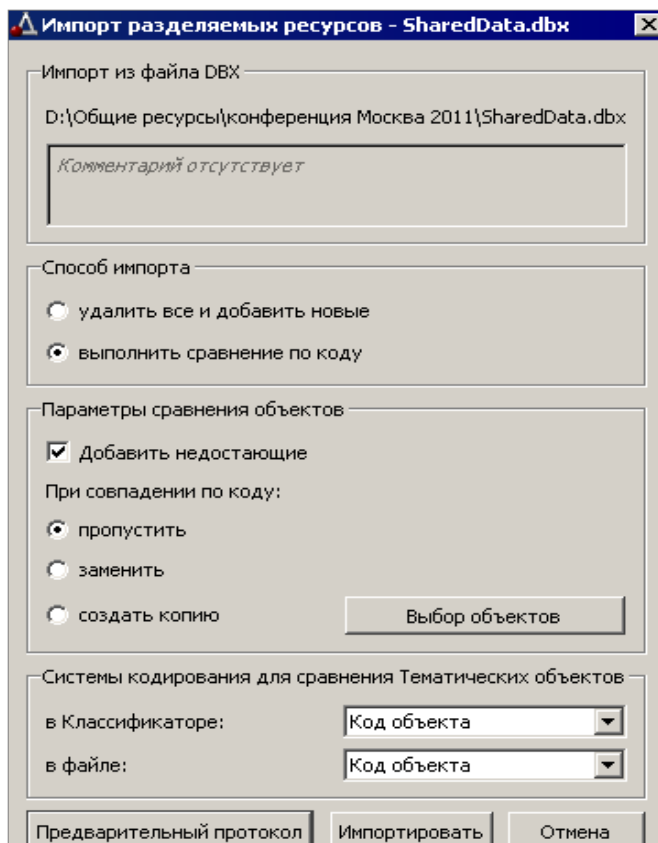 Импорт разделяемых ресурсов - SharedData.dbx
Импорт из файла DBX
D:\Общие ресурсы\конференция Москва 2011\SharedData.dbx
Комментарий отсутствует
Способ импорта
удалить все и добавить новые
выполнить сравнение по коду
Параметры сравнения объектов
Добавить недостающие
При совпадении по коду:
пропустить
заменить
создать копию Выбор объектов
Системы кодирования для сравнения Тематических объектов
в Классификаторе: Код объекта
в файле: Код объекта
Предварительный протокол Импортировать Отмена